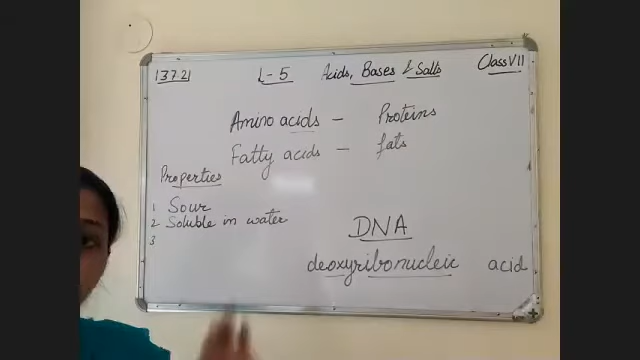 13.7.21 L-5 Acids, Bases & Salts Class VII
Amino acids - Proteins
Fatty acids - fats
Properties
1 Sour
2 Soluble in water
3
DNA
deoxyribonucleic acid